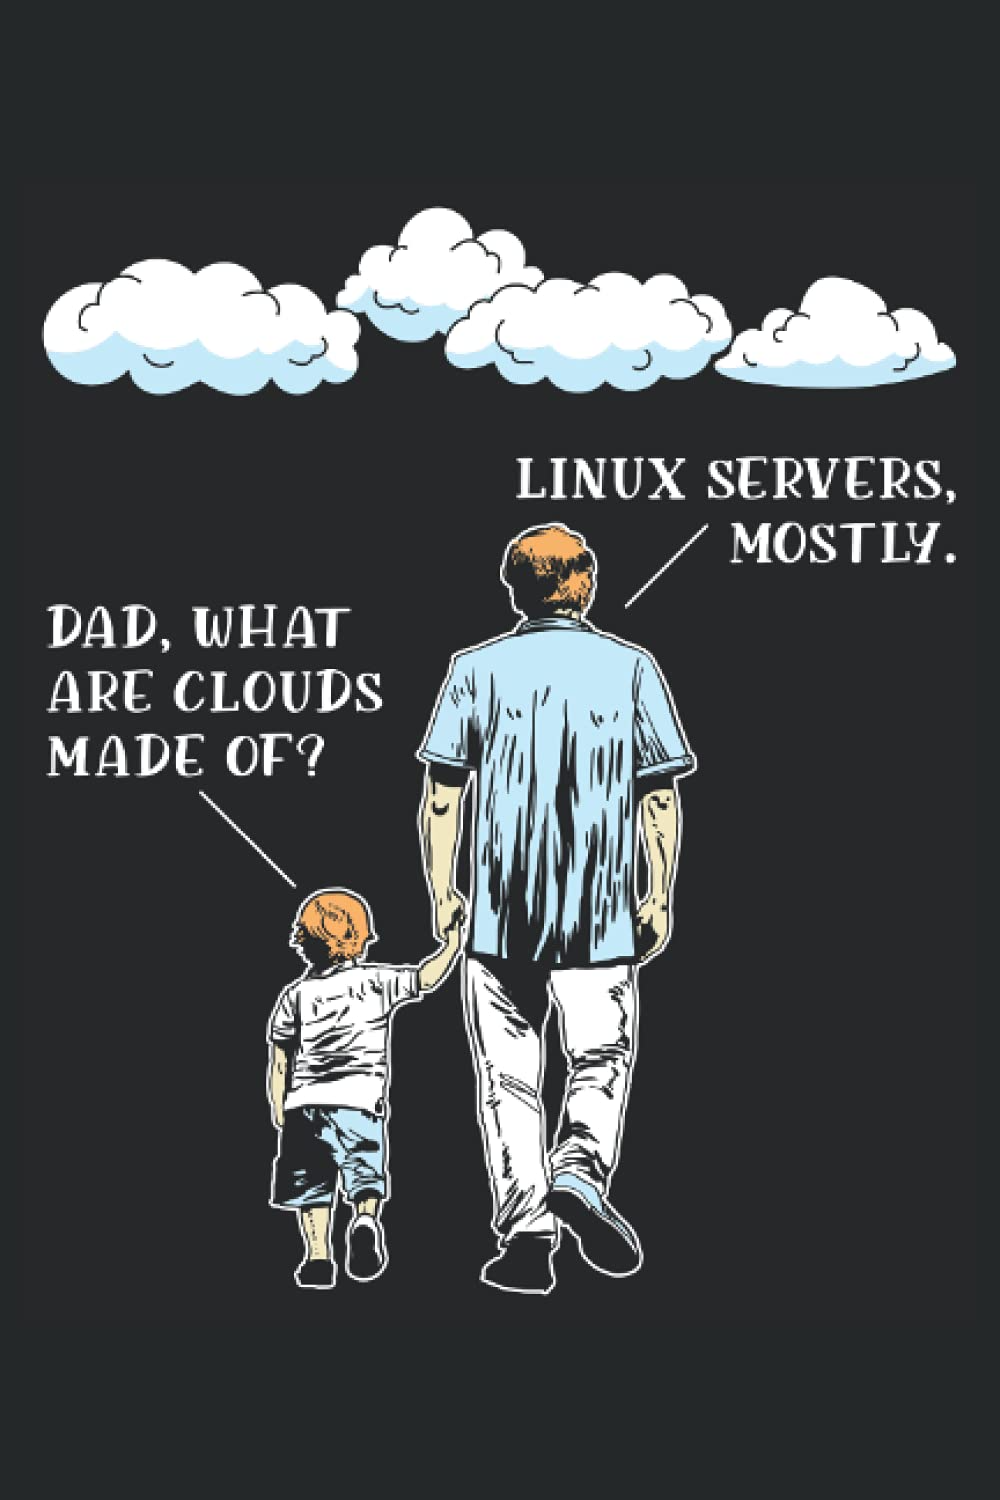 DAD, WHAT
ARE CLOUDS
MADE OF?
LINUX SERVERS,
MOSTLY.